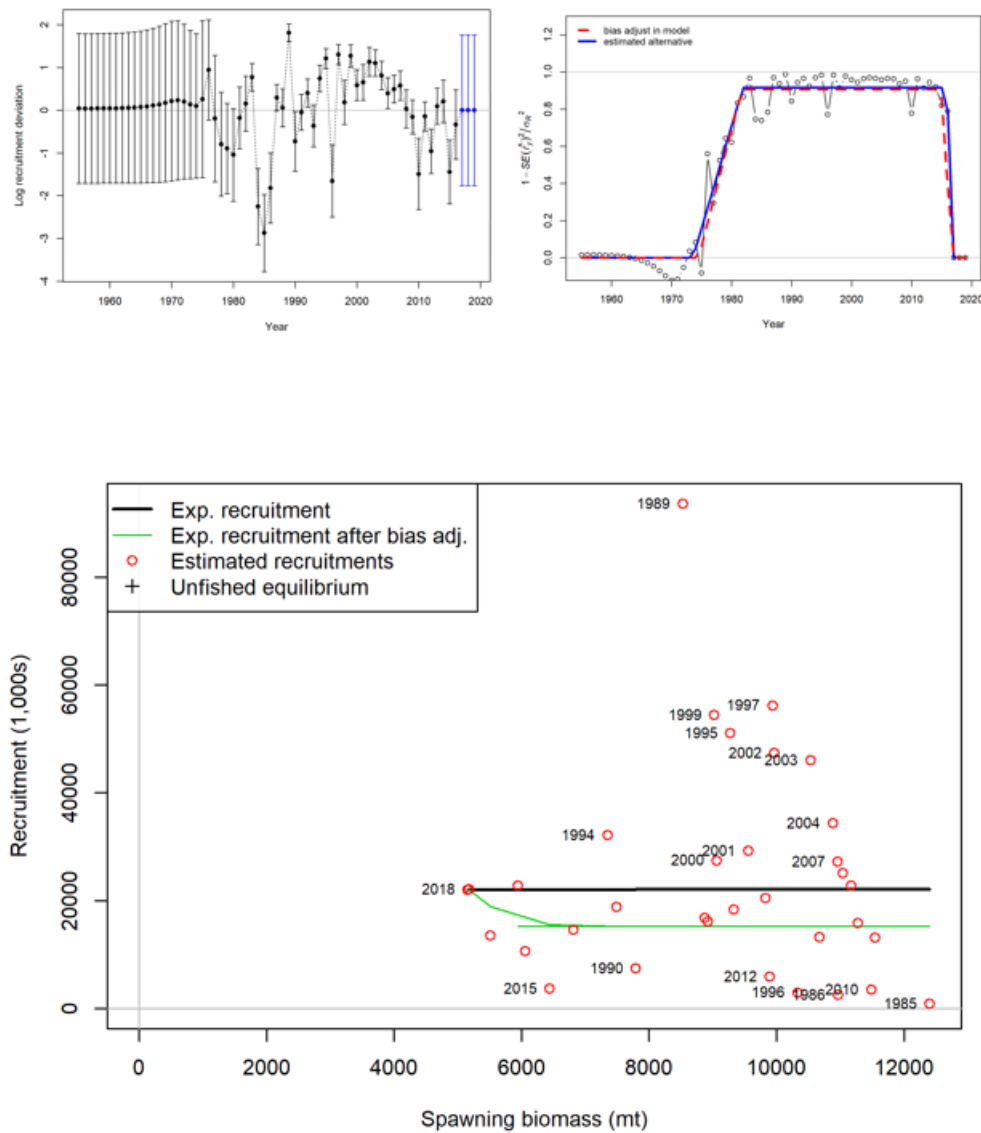 Log recruitment deviation
2
1
0
-1
-2
-3
-4
1960 1970 1980 1990 2000 2010 2020
Year
bias adjust in model
estimated alternative
1 − SE(r̂y)² / σR²
1.2
1.0
0.8
0.6
0.4
0.2
0.0
1960 1970 1980 1990 2000 2010 2020
Year
Exp. recruitment
Exp. recruitment after bias adj.
Estimated recruitments
Unfished equilibrium
Recruitment (1,000s)
80000
60000
40000
20000
0
1989
1997
1999
1995
2002
2003
2004
1994
2001
2000
2007
2018
1990
2012
2015
1996
1986
2010
1985
0 2000 4000 6000 8000 10000 12000
Spawning biomass (mt)